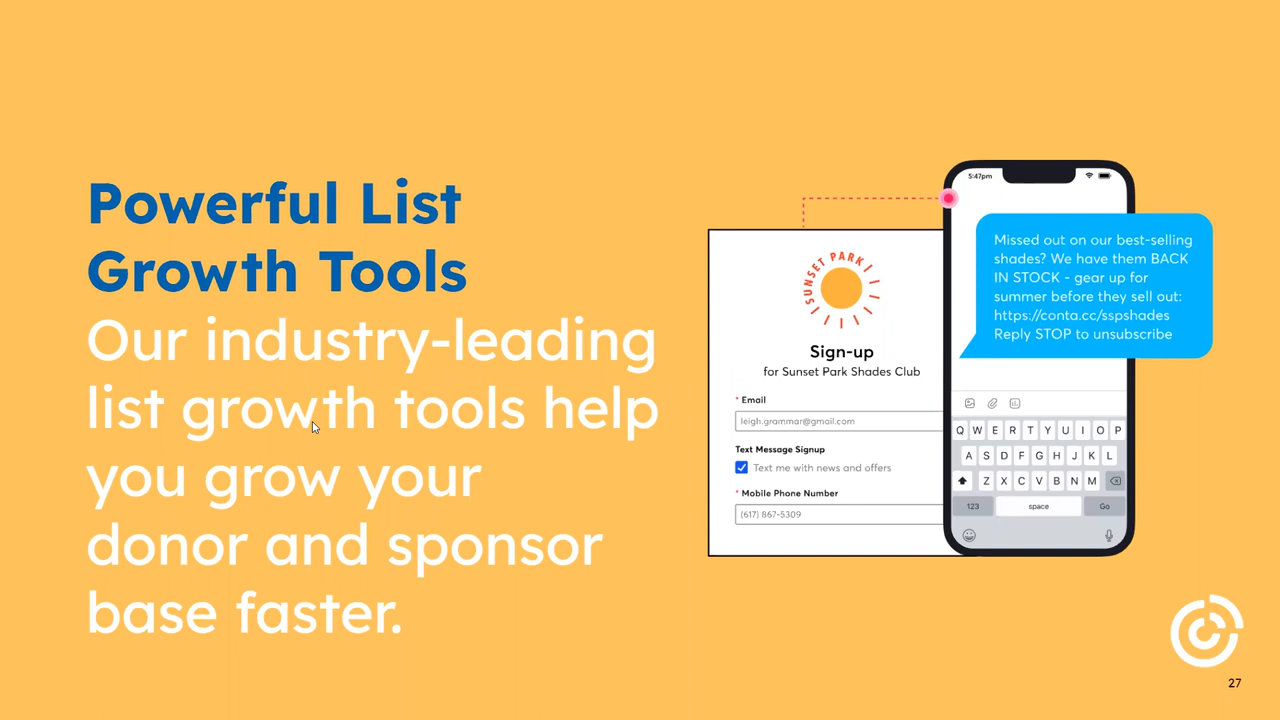 Powerful List
Growth Tools
Our industry-leading
list growth tools help
you grow your
donor and sponsor
base faster.
SUNSET PARK
Sign-up
for Sunset Park Shades Club
* Email
leigh.grammar@gmail.com
Text Message Signup
Text me with news and offers
* Mobile Phone Number
(617) 867-5309
5:47pm
Missed out on our best-selling
shades? We have them BACK
IN STOCK - gear up for
summer before they sell out:
https://conta.cc/sspshades
Reply STOP to unsubscribe
Q W E R T Y U I O P
A S D F G H J K L
Z X C V B N M
123 space Go
27